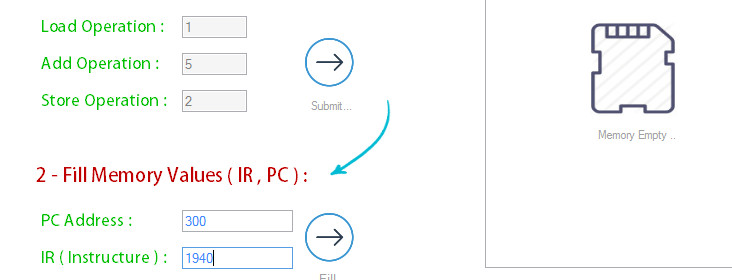 Load Operation : 1
Add Operation : 5
Store Operation : 2
Submit...
Memory Empty ..
2 - Fill Memory Values ( IR , PC ) :
PC Address : 300
IR ( Instructure ) : 1940
Fill